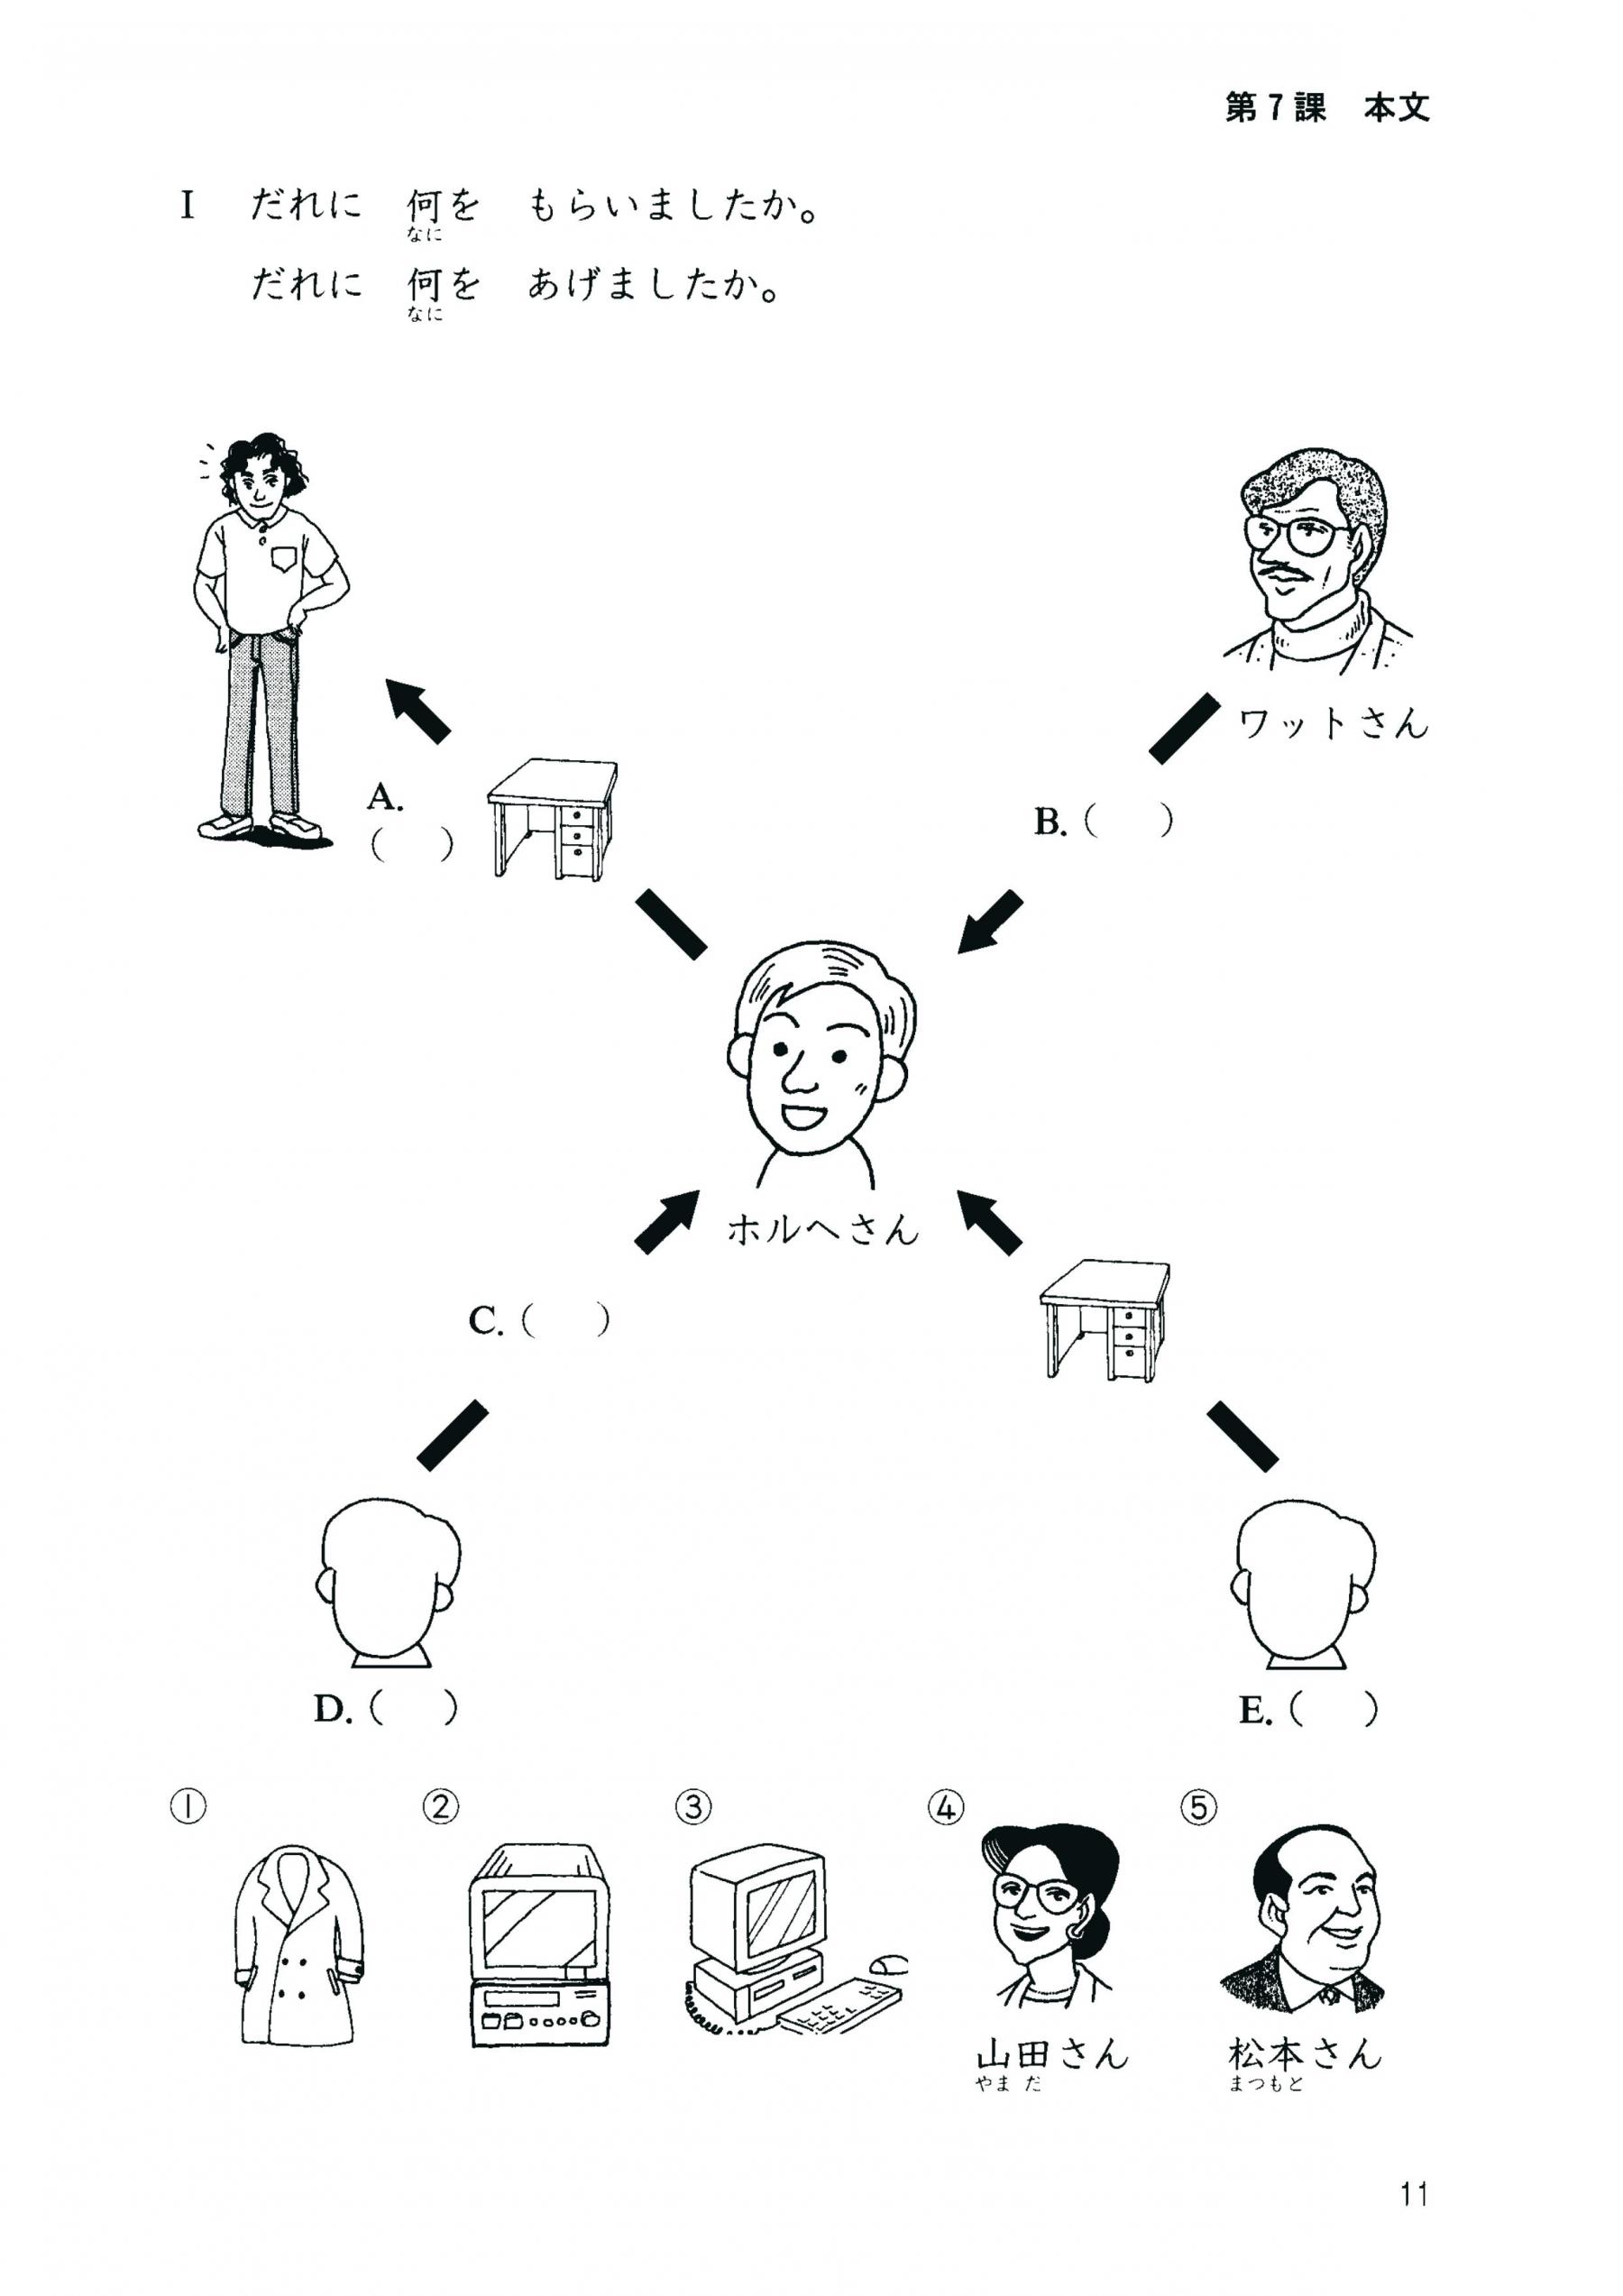 第7課 本文
I だれに 何を もらいましたか。
なに
だれに 何を あげましたか。
なに
ワットさん
A.
( )
B. ( )
ホルヘさん
C. ( )
D. ( )
E. ( )
① ② ③ ④ ⑤
山田さん 松本さん
やま だ まつもと
11